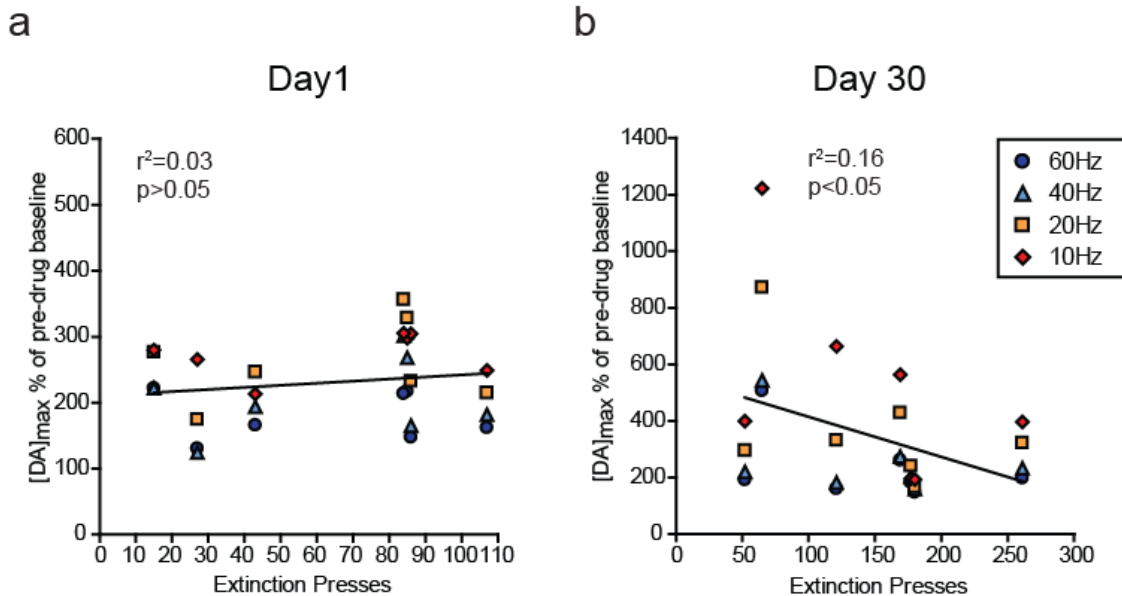 a
Day1
600
500
400
300
200
100
0
r²=0.03
p>0.05
[DA]max % of pre-drug baseline
0 10 20 30 40 50 60 70 80 90 100 110
Extinction Presses
b
Day 30
1400
1200
1000
800
600
400
200
0
r²=0.16
p<0.05
[DA]max % of pre-drug baseline
0 50 100 150 200 250 300
Extinction Presses
60Hz
40Hz
20Hz
10Hz